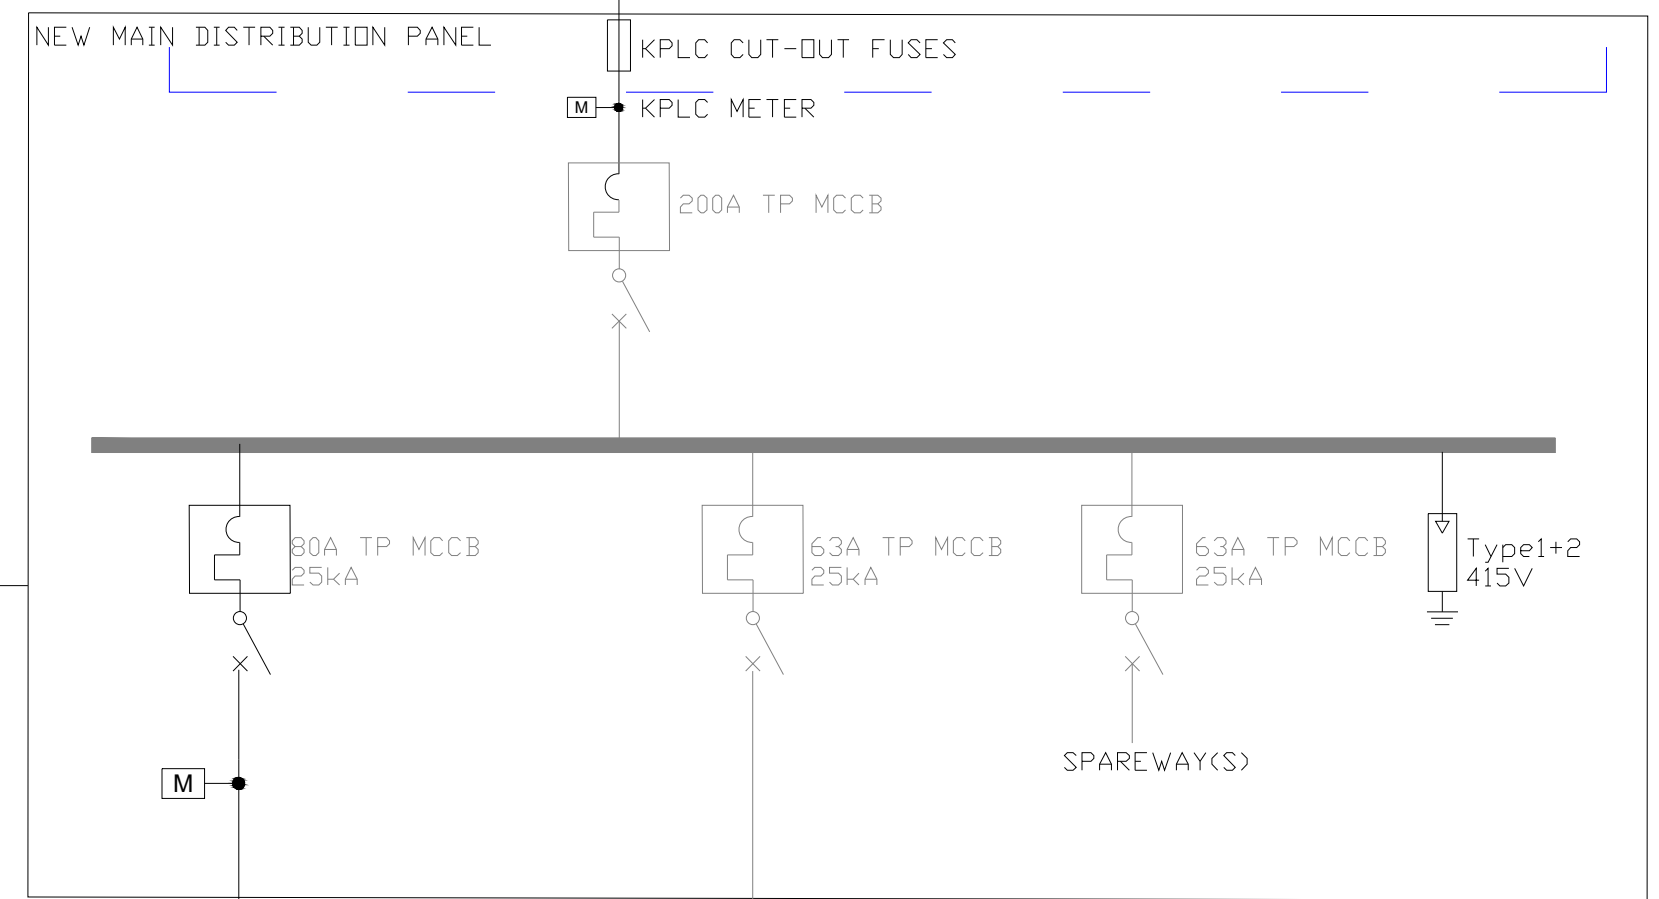 NEW MAIN DISTRIBUTION PANEL
KPLC CUT-OUT FUSES
M
KPLC METER
200A TP MCCB
80A TP MCCB
25kA
63A TP MCCB
25kA
63A TP MCCB
25kA
Type1+2
415V
SPAREWAY(S)
M